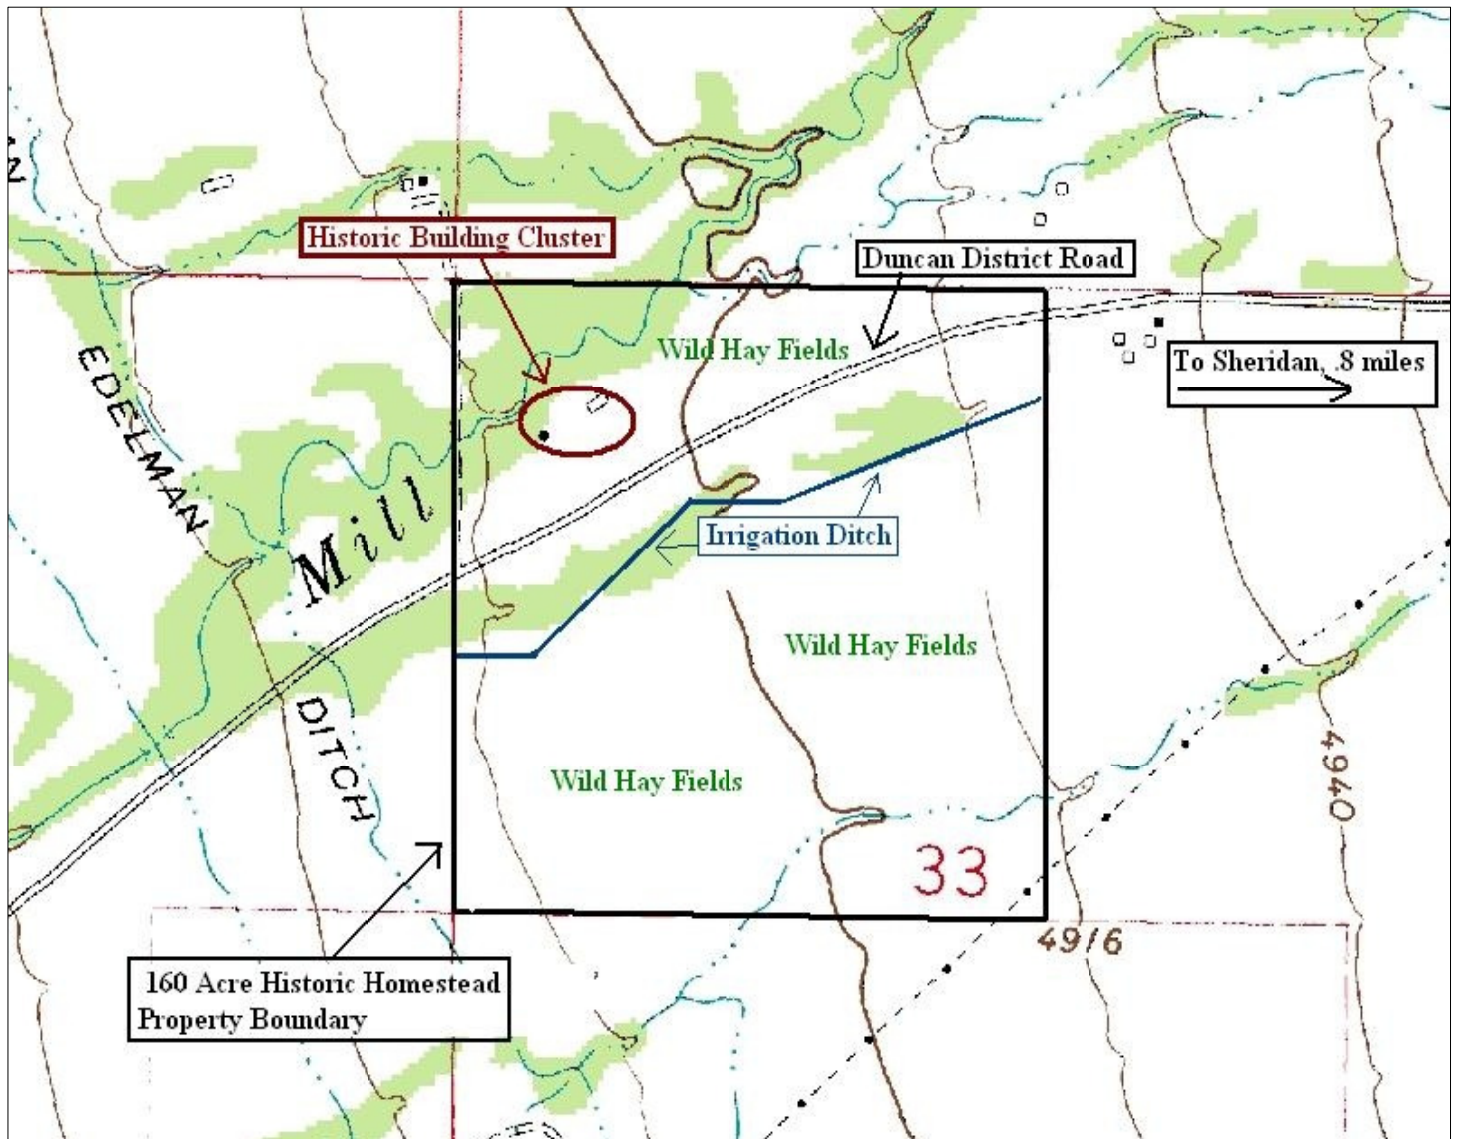 AN
Historic Building Cluster
Duncan District Road
Wild Hay Fields
To Sheridan, .8 miles
EDELMAN
Mill
Irrigation Ditch
Wild Hay Fields
DITCH
Wild Hay Fields
4940
33
4916
160 Acre Historic Homestead
Property Boundary